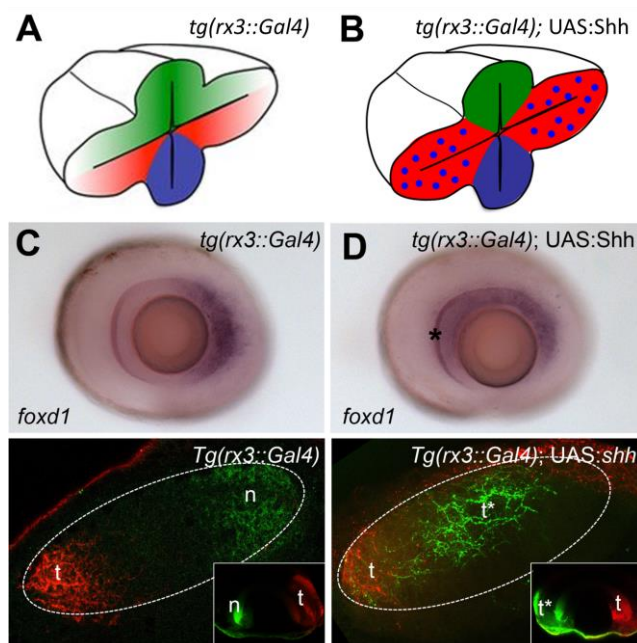 A tg(rx3::Gal4)
B tg(rx3::Gal4); UAS:Shh
C tg(rx3::Gal4)
foxd1
D tg(rx3::Gal4); UAS:Shh
*
foxd1
Tg(rx3::Gal4)
n
t
n t
Tg(rx3::Gal4); UAS:shh
t*
t
t* t